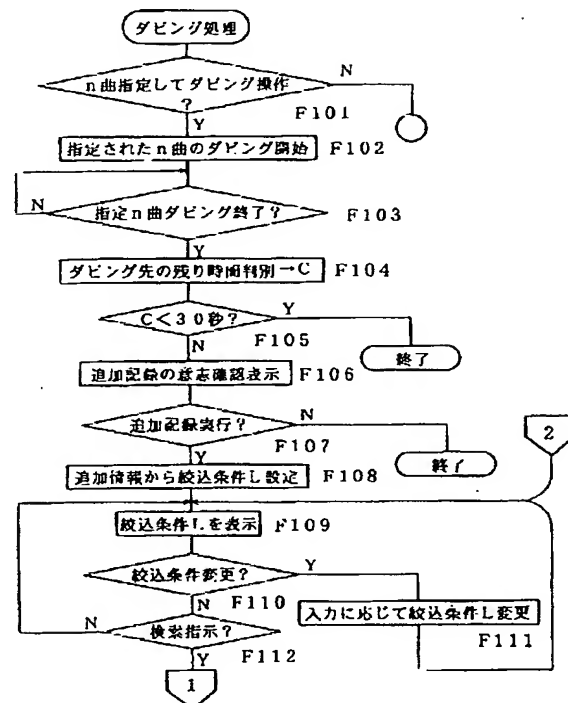 ダビング処理
n曲指定してダビング操作
?
N
Y
F101
指定されたn曲のダビング開始
F102
N
指定n曲ダビング終了?
F103
Y
ダビング先の残り時間判別→C
F104
C<30秒?
Y
F105
N
終了
追加記録の意志確認表示
F106
追加記録実行?
N
2
F107
Y
終了
追加情報から絞込条件L設定
F108
絞込条件Lを表示
F109
絞込条件変更?
Y
N
F110
入力に応じて絞込条件L変更
F111
N
検索指示?
Y
F112
1